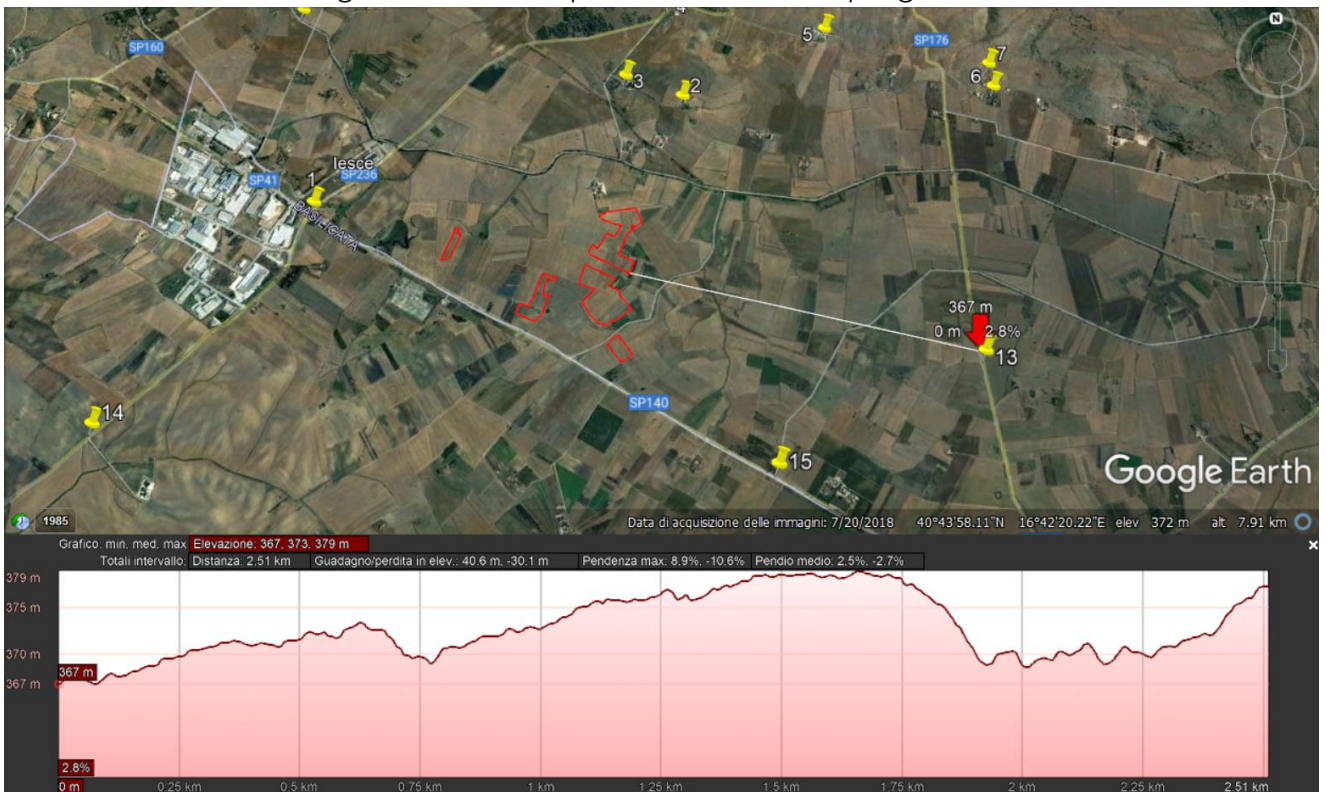 5
SP176
SP160
7
6
3
2
Iesce
SP41
SP236
1
BASILICATA
367 m
0 m 2.8%
13
SP140
14
15
Google Earth
1985
Data di acquisizione delle immagini: 7/20/2018 40°43'58.11"N 16°42'20.22"E elev 372 m alt 7.91 km
Grafico: min, med, max Elevazione: 367, 373, 379 m
Totali intervallo: Distanza: 2.51 km Guadagno/perdita in elev.: 40.6 m, -30.1 m Pendenza max: 8.9%, -10.6% Pendio medio: 2.5%, -2.7%
379 m
375 m
370 m
367 m
367 m
2.8%
0 m 0.25 km 0.5 km 0.75 km 1 km 1.25 km 1.5 km 1.75 km 2 km 2.25 km 2.51 km